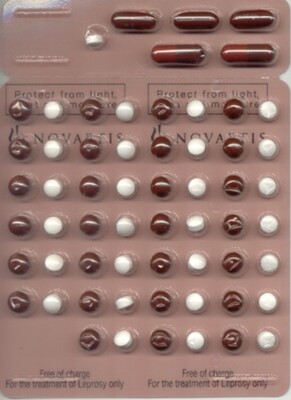 Protect from light, Protect from light,
NOVARTIS NOVARTIS
Free of charge Free of charge
For the treatment of Leprosy only For the treatment of Leprosy only